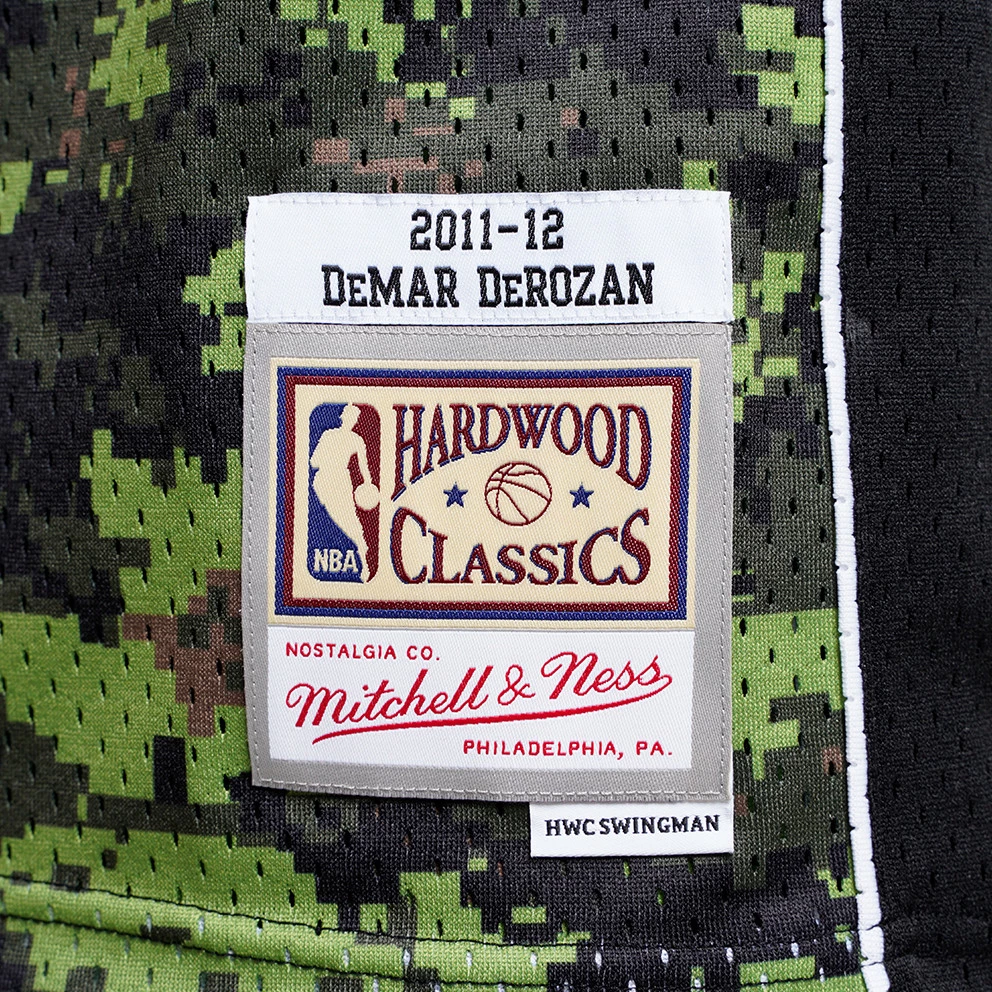 2011-12
DeMAR DeROZAN
HARDWOOD
CLASSICS
NBA
NOSTALGIA CO.
Mitchell & Ness
PHILADELPHIA, PA.
HWC SWINGMAN